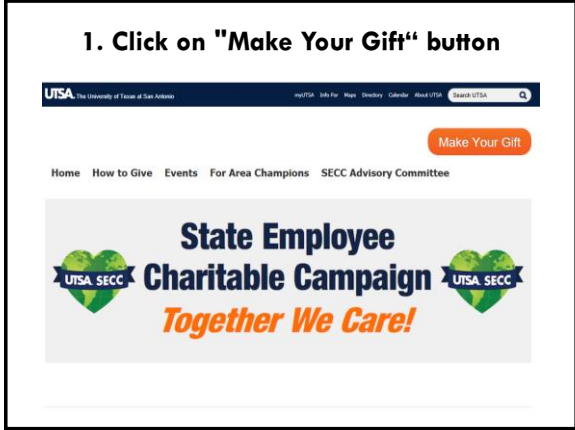 1. Click on "Make Your Gift“ button
UTSA. The University of Texas at San Antonio myUTSA Info For Maps Directory Calendar About UTSA Search UTSA
Make Your Gift
Home How to Give Events For Area Champions SECC Advisory Committee
State Employee
UTSA SECC Charitable Campaign UTSA SECC
Together We Care!